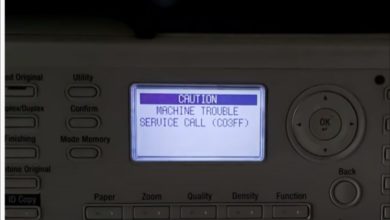 CAUTION
MACHINE TROUBLE
SERVICE CALL (C03FF)
Original
Utility
Duplex
Confirm
Finishing
Mode Memory
Original
ID Copy
Paper
Zoom
Quality
Density
Function
OK
Back